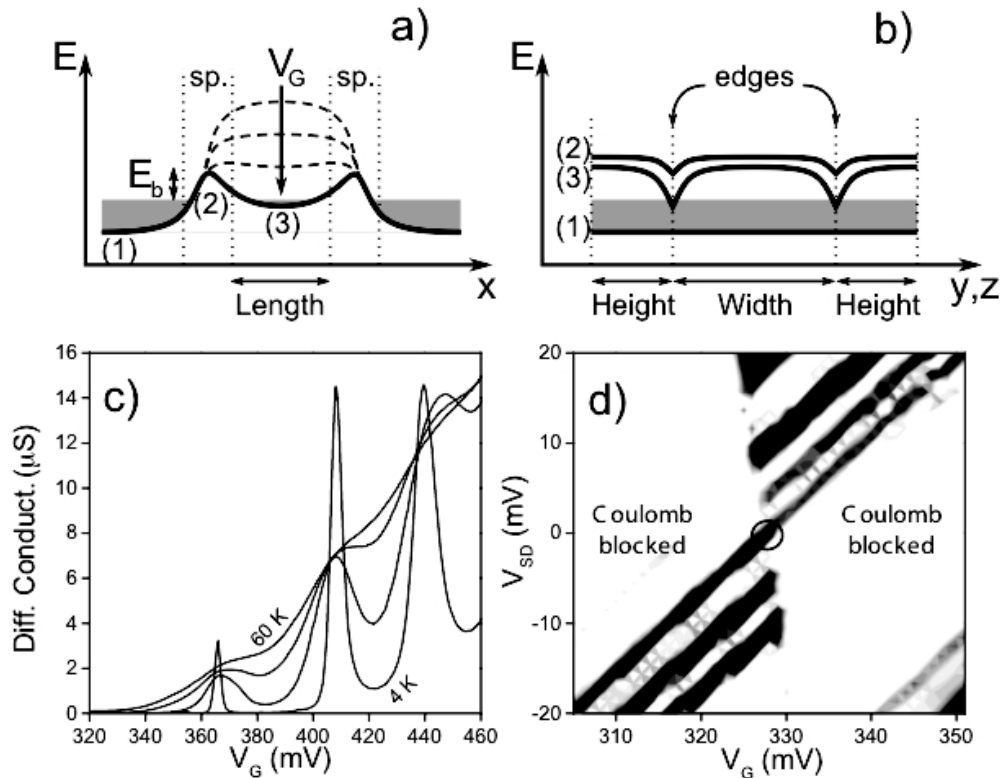 a)
E
sp.
V_G
sp.
E_b
(2)
(3)
(1)
x
Length
b)
E
edges
(2)
(3)
(1)
y,z
Height
Width
Height
c)
16
14
12
10
8
6
4
2
0
Diff. Conduct. (μS)
60 K
4 K
320 340 360 380 400 420 440 460
V_G (mV)
d)
20
10
0
-10
-20
V_SD (mV)
Coulomb
blocked
Coulomb
blocked
310 320 330 340 350
V_G (mV)